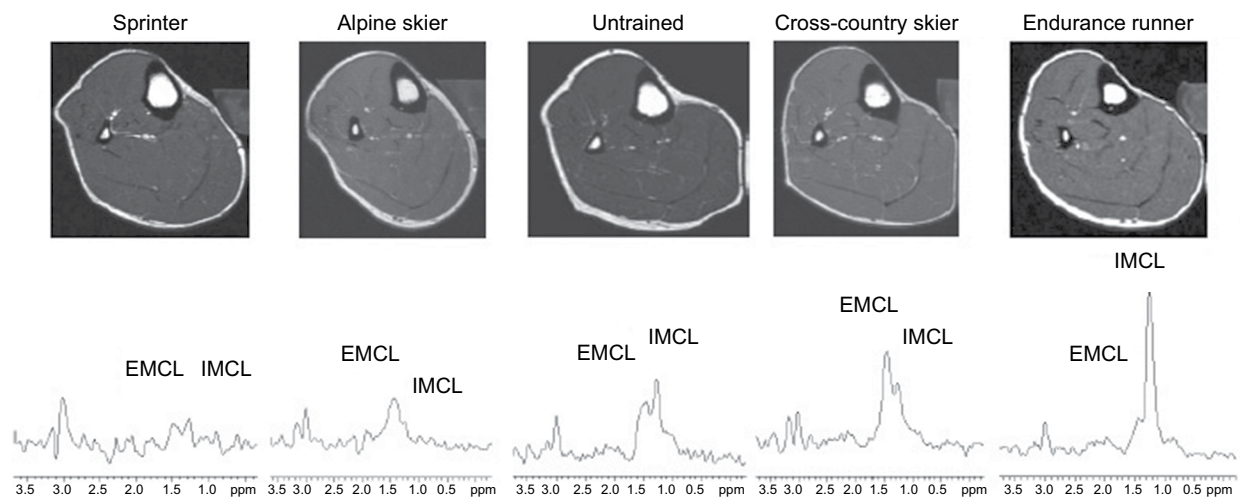 Sprinter
Alpine skier
Untrained
Cross-country skier
Endurance runner
EMCL IMCL
EMCL
IMCL
EMCL
IMCL
EMCL
IMCL
EMCL
IMCL
3.5 3.0 2.5 2.0 1.5 1.0 ppm
3.5 3.0 2.5 2.0 1.5 1.0 0.5 ppm
3.5 3.0 2.5 2.0 1.5 1.0 0.5 ppm
3.5 3.0 2.5 2.0 1.5 1.0 0.5 ppm
3.5 3.0 2.5 2.0 1.5 1.0 0.5 ppm